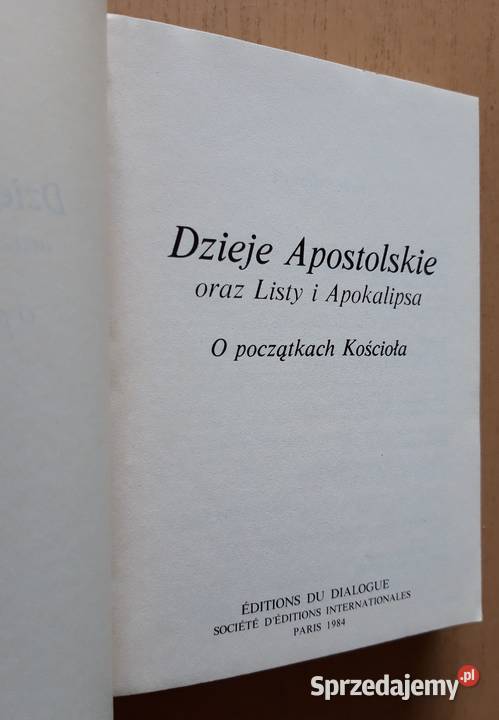 Dzieje Apostolskie
oraz Listy i Apokalipsa
O początkach Kościoła
ÉDITIONS DU DIALOGUE
SOCIÉTÉ D'ÉDITIONS INTERNATIONALES
PARIS 1984
Sprzedajemy.pl